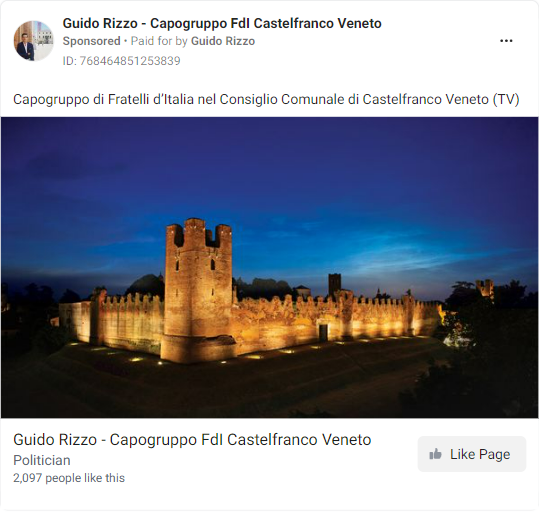 Guido Rizzo - Capogruppo FdI Castelfranco Veneto
Sponsored • Paid for by Guido Rizzo
ID: 768464851253839
Capogruppo di Fratelli d'Italia nel Consiglio Comunale di Castelfranco Veneto (TV)
Guido Rizzo - Capogruppo FdI Castelfranco Veneto
Politician
2,097 people like this
Like Page